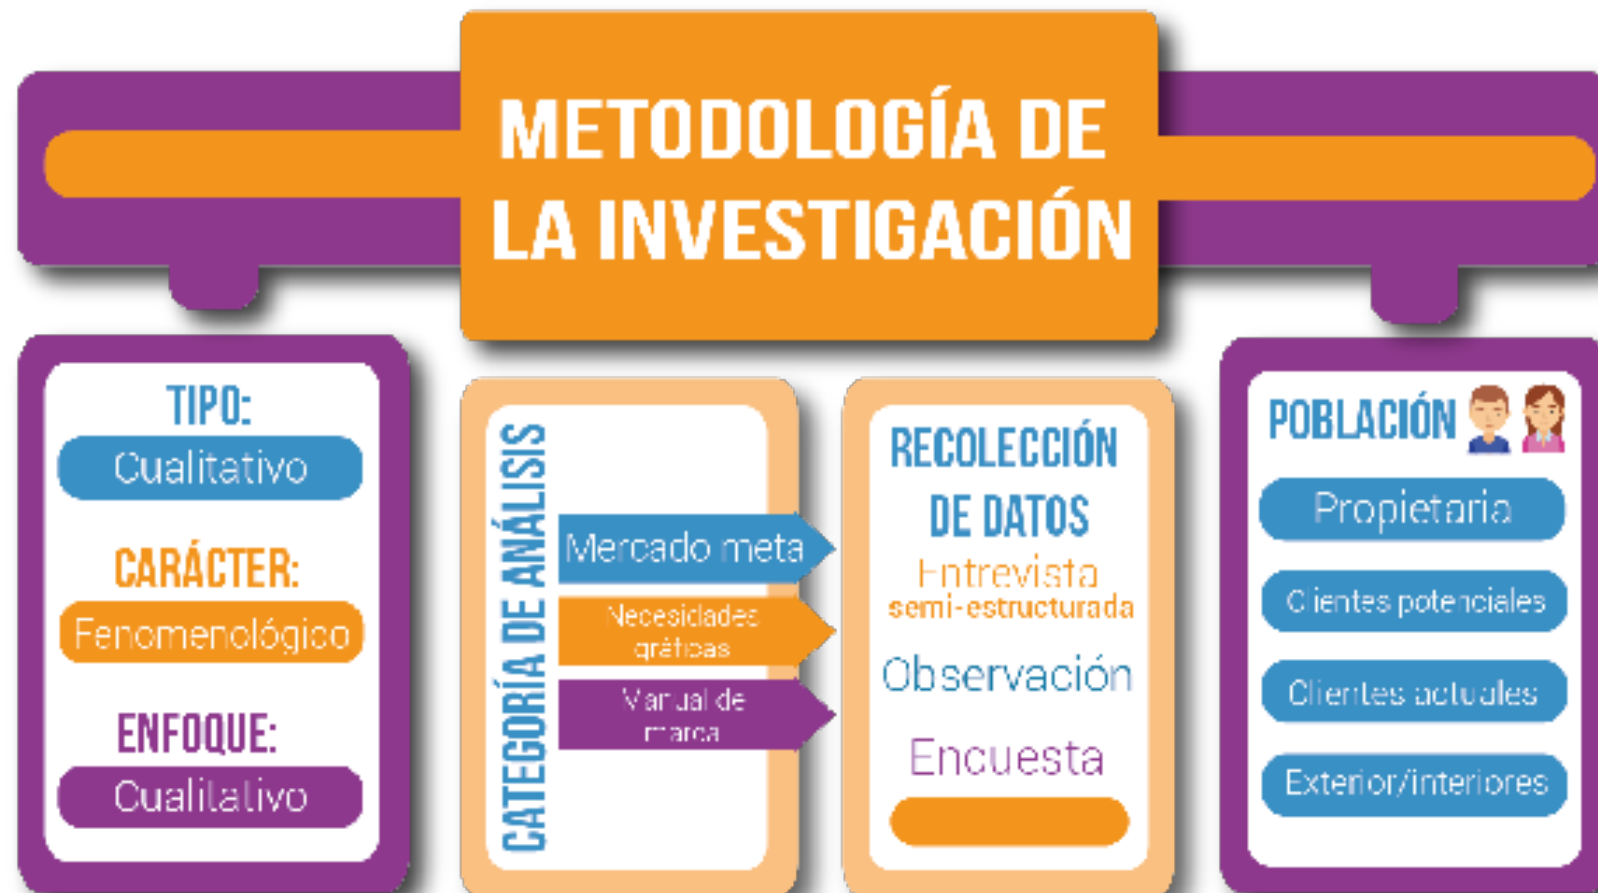 METODOLOGÍA DE
LA INVESTIGACIÓN
TIPO:
Cualitativo
CARÁCTER:
Fenomenológico
ENFOQUE:
Cualitativo
CATEGORÍA DE ANÁLISIS
Mercado meta
Necesidades
gráficas
Manual de
marca
RECOLECCIÓN
DE DATOS
Entrevista
semi-estructurada
Observación
Encuesta
POBLACIÓN
Propietaria
Clientes potenciales
Clientes actuales
Exterior/interiores